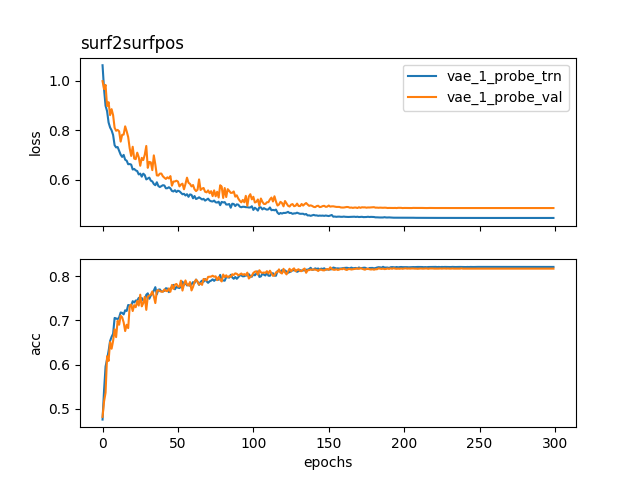 surf2surfpos
1.0
0.8
0.6
loss
vae_1_probe_trn
vae_1_probe_val
0.8
0.7
0.6
0.5
acc
0 50 100 150 200 250 300
epochs